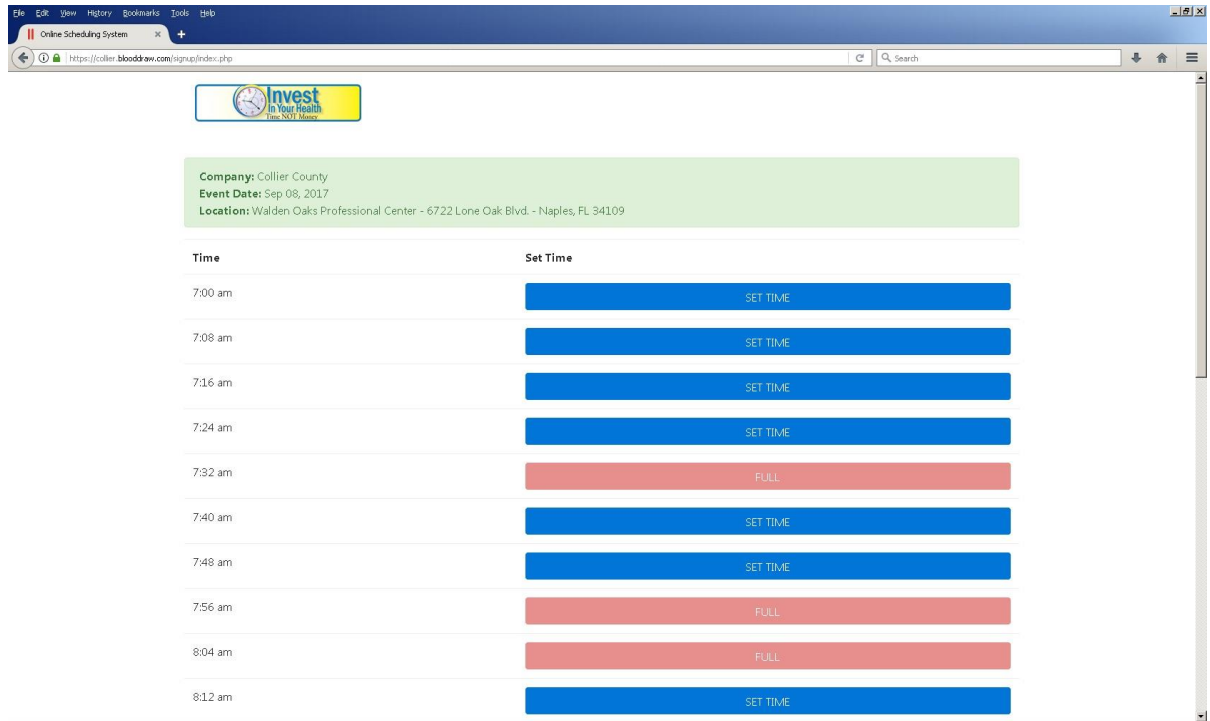 File Edit View History Bookmarks Tools Help
Online Scheduling System
https://collier.blooddraw.com/signup/index.php
Search
Invest
In Your Health
Time NOT Money
Company: Collier County
Event Date: Sep 08, 2017
Location: Walden Oaks Professional Center - 6722 Lone Oak Blvd. - Naples, FL 34109
Time Set Time
7:00 am SET TIME
7:08 am SET TIME
7:16 am SET TIME
7:24 am SET TIME
7:32 am FULL
7:40 am SET TIME
7:48 am SET TIME
7:56 am FULL
8:04 am FULL
8:12 am SET TIME